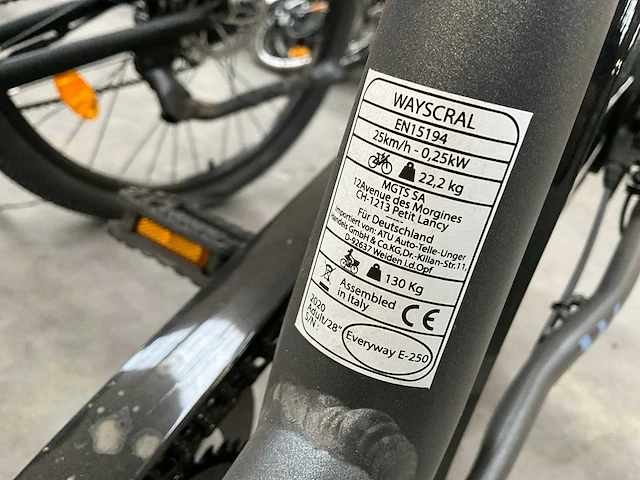 WAYSCRAL
EN15194
25km/h - 0,25kW
22,2 kg
MGTS SA
12Avenue des Morgines
CH-1213 Petit Lancy
Für Deutschland
Importiert von: ATU Auto-Teile-Unger
Handels GmbH & Co.KG,Dr.-Kilian-Str.11,
D-92637 Weiden i.d.Opf
130 Kg
Assembled
in Italy
CE
2020
Adult/28"
S/N :
Everyway E-250